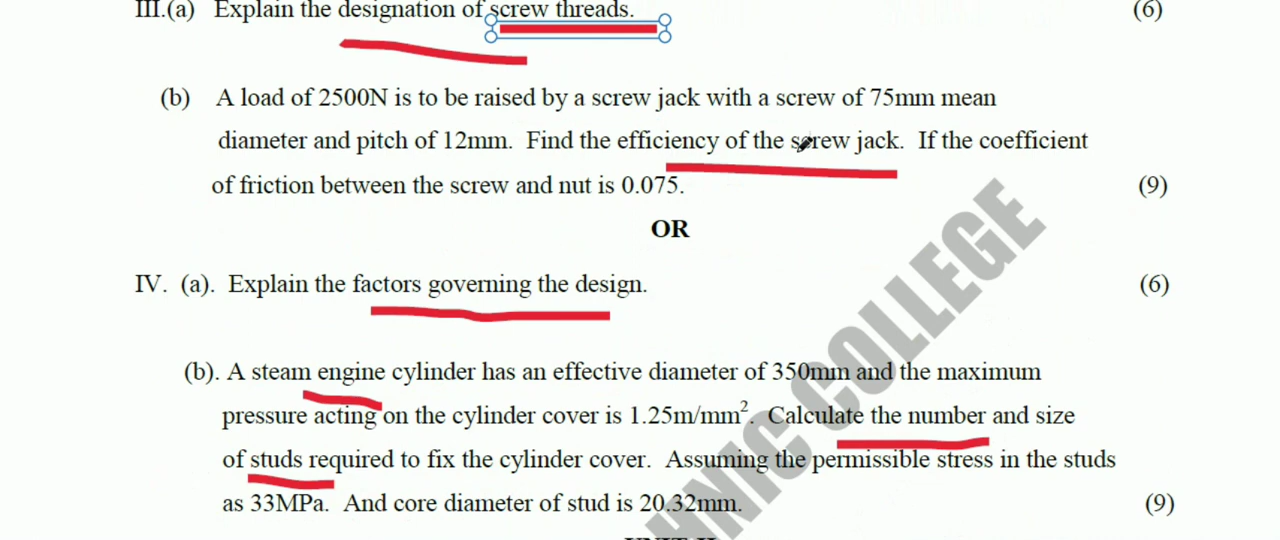 III.(a) Explain the designation of screw threads. (6)
(b) A load of 2500N is to be raised by a screw jack with a screw of 75mm mean
diameter and pitch of 12mm. Find the efficiency of the screw jack. If the coefficient
of friction between the screw and nut is 0.075. (9)
OR
IV. (a). Explain the factors governing the design. (6)
(b). A steam engine cylinder has an effective diameter of 350mm and the maximum
pressure acting on the cylinder cover is 1.25m/mm². Calculate the number and size
of studs required to fix the cylinder cover. Assuming the permissible stress in the studs
as 33MPa. And core diameter of stud is 20.32mm. (9)
HNIC COLLEGE